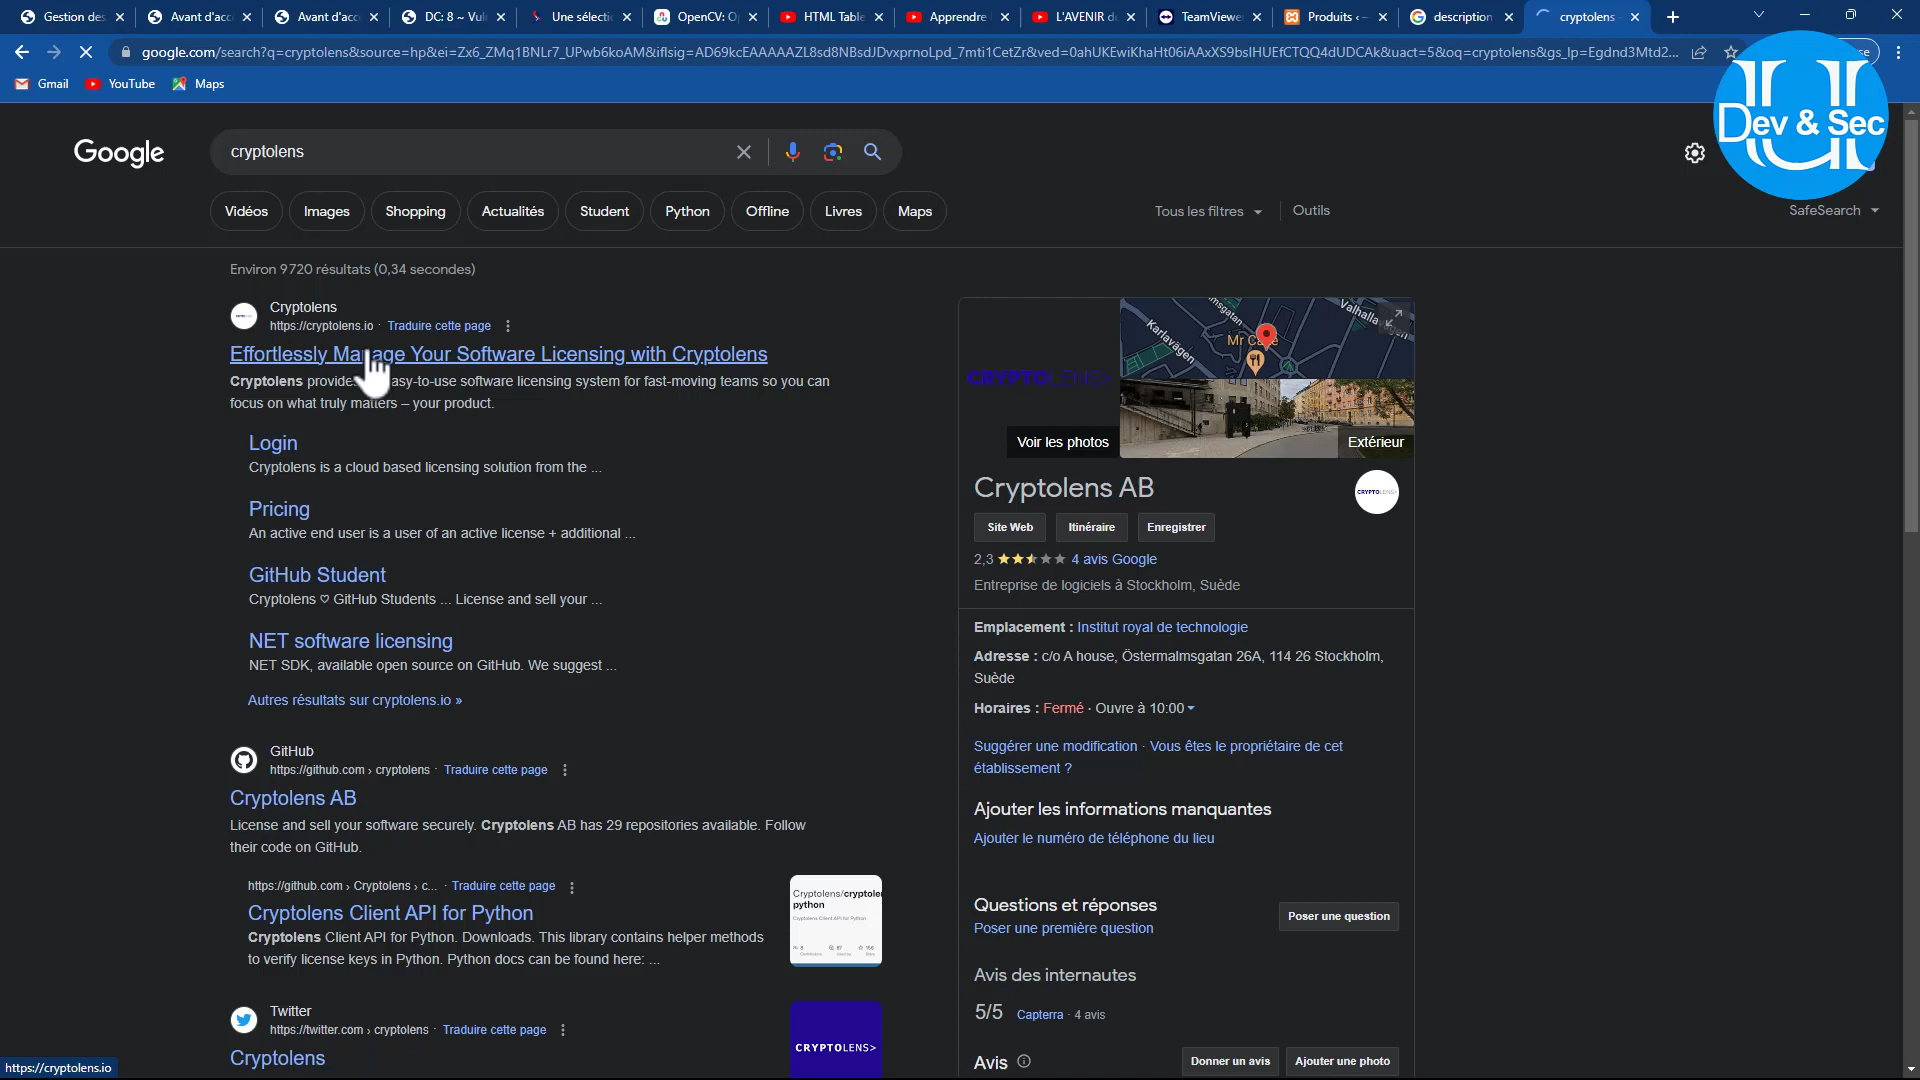 Gestion des
Avant d'acc
Avant d'acc
DC: 8 ~ Vul
Une sélecti
OpenCV: O
HTML Table
Apprendre
L'AVENIR d
TeamViewer
Produits ‹
description
cryptolens
google.com/search?q=cryptolens&source=hp&ei=Zx6_ZMq1BNLr7_UPwb6koAM&iflsig=AD69kcEAAAAAZL8sd8NBsdJDvxprnoLpd_7mti1CetZr&ved=0ahUKEwiKhaHt06iAAxXS9bsIHUEfCTQQ4dUDCAk&uact=5&oq=cryptolens&gs_lp=Egdnd3Mtd2...
Gmail
YouTube
Maps
Dev & Sec
Google
cryptolens
Vidéos
Images
Shopping
Actualités
Student
Python
Offline
Livres
Maps
Tous les filtres
Outils
SafeSearch
Environ 9 720 résultats (0,34 secondes)
Cryptolens
https://cryptolens.io · Traduire cette page
Effortlessly Manage Your Software Licensing with Cryptolens
Cryptolens provides easy-to-use software licensing system for fast-moving teams so you can
focus on what truly matters – your product.
Login
Cryptolens is a cloud based licensing solution from the ...
Pricing
An active end user is a user of an active license + additional ...
GitHub Student
Cryptolens ♡ GitHub Students ... License and sell your ...
NET software licensing
NET SDK, available open source on GitHub. We suggest ...
Autres résultats sur cryptolens.io »
GitHub
https://github.com › cryptolens · Traduire cette page
Cryptolens AB
License and sell your software securely. Cryptolens AB has 29 repositories available. Follow
their code on GitHub.
https://github.com › Cryptolens › c... · Traduire cette page
Cryptolens Client API for Python
Cryptolens Client API for Python. Downloads. This library contains helper methods
to verify license keys in Python. Python docs can be found here: ...
Cryptolens/cryptolen
python
Cryptolens Client API for Python
Twitter
https://twitter.com › cryptolens · Traduire cette page
Cryptolens
CRYPTOLENS>
https://cryptolens.io
CRYPTOLENS>
Karlavägen
Valhalla
Mr Cake
Voir les photos
Extérieur
Cryptolens AB
CRYPTOLENS
Site Web
Itinéraire
Enregistrer
2,3 ★★★★★ 4 avis Google
Entreprise de logiciels à Stockholm, Suède
Emplacement : Institut royal de technologie
Adresse : c/o A house, Östermalmsgatan 26A, 114 26 Stockholm,
Suède
Horaires : Fermé · Ouvre à 10:00
Suggérer une modification · Vous êtes le propriétaire de cet
établissement ?
Ajouter les informations manquantes
Ajouter le numéro de téléphone du lieu
Questions et réponses
Poser une première question
Poser une question
Avis des internautes
5/5 Capterra · 4 avis
Avis
Donner un avis
Ajouter une photo